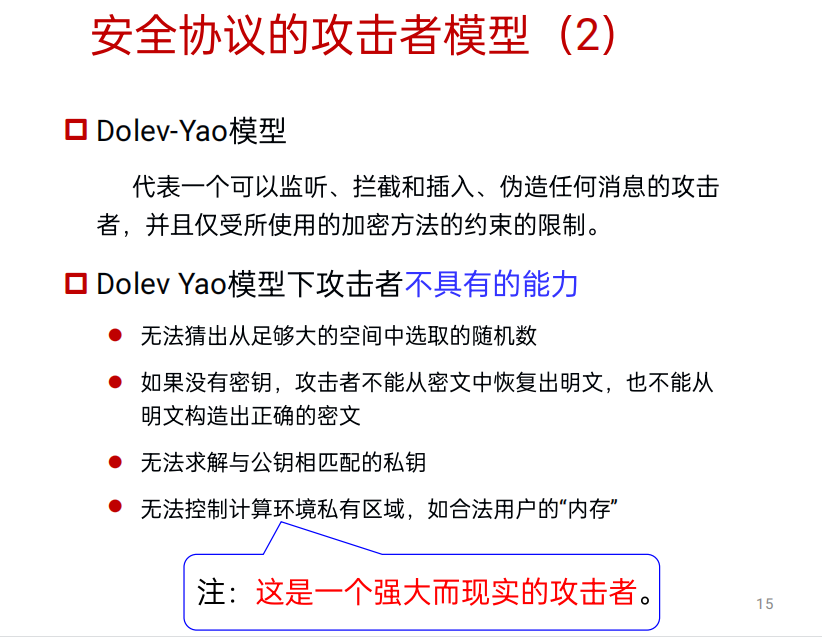 安全协议的攻击者模型（2）
Dolev-Yao模型
代表一个可以监听、拦截和插入、伪造任何消息的攻击
者，并且仅受所使用的加密方法的约束的限制。
Dolev Yao模型下攻击者不具有的能力
无法猜出从足够大的空间中选取的随机数
如果没有密钥，攻击者不能从密文中恢复出明文，也不能从
明文构造出正确的密文
无法求解与公钥相匹配的私钥
无法控制计算环境私有区域，如合法用户的“内存”
注：这是一个强大而现实的攻击者。
15